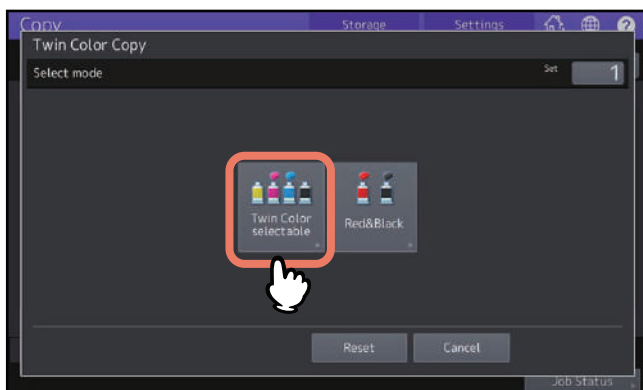 Copy Storage Settings ?
Twin Color Copy
Select mode Set 1
Twin Color
selectable
Red&Black
Reset Cancel
Job Status